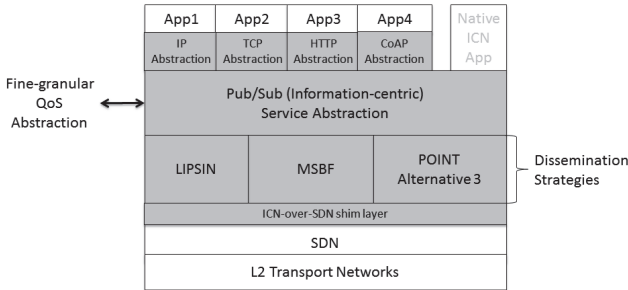 App1 App2 App3 App4
IP Abstraction
TCP Abstraction
HTTP Abstraction
CoAP Abstraction
Native
ICN
App
Fine-granular
QoS
Abstraction
Pub/Sub (Information-centric)
Service Abstraction
LIPSIN
MSBF
POINT
Alternative 3
Dissemination
Strategies
ICN-over-SDN shim layer
SDN
L2 Transport Networks